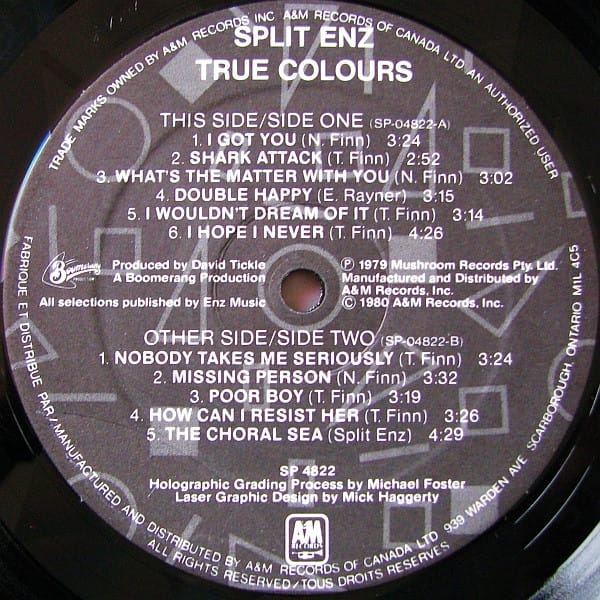 TRADE MARKS OWNED BY A&M RECORDS INC A&M RECORDS OF CANADA LTD AN AUTHORIZED USER
SPLIT ENZ
TRUE COLOURS
THIS SIDE/SIDE ONE (SP-04822-A)
1. I GOT YOU (N. Finn) 3:24
2. SHARK ATTACK (T. Finn) 2:52
3. WHAT'S THE MATTER WITH YOU (N. Finn) 3:02
4. DOUBLE HAPPY (E. Rayner) 3:15
5. I WOULDN'T DREAM OF IT (T. Finn) 3:14
6. I HOPE I NEVER (T. Finn) 4:26
Boomerang
PRODUCTION
Produced by David Tickle
A Boomerang Production
All selections published by Enz Music
Ⓟ 1979 Mushroom Records Pty. Ltd.
Manufactured and Distributed by
A&M Records, Inc.
© 1980 A&M Records, Inc.
OTHER SIDE/SIDE TWO (SP-04822-B)
1. NOBODY TAKES ME SERIOUSLY (T. Finn) 3:24
2. MISSING PERSON (N. Finn) 3:32
3. POOR BOY (T. Finn) 3:19
4. HOW CAN I RESIST HER (T. Finn) 3:26
5. THE CHORAL SEA (Split Enz) 4:29
SP 4822
Holographic Grading Process by Michael Foster
Laser Graphic Design by Mick Haggerty
A&M
RECORDS
FABRIQUE ET DISTRIBUE PAR/MANUFACTURED AND DISTRIBUTED BY A&M RECORDS OF CANADA LTD 939 WARDEN AVE SCARBOROUGH, ONTARIO M1L 4C5
ALL RIGHTS RESERVED/TOUS DROITS RESERVES